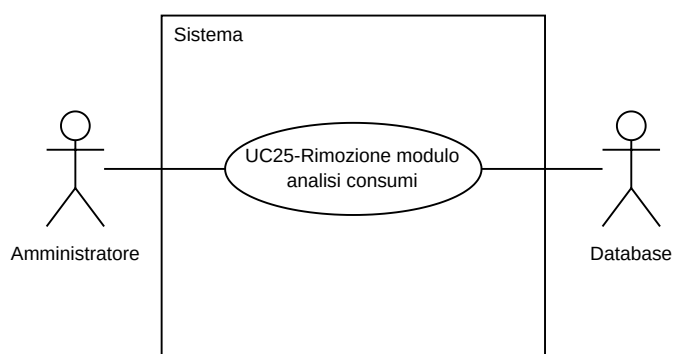 Sistema
UC25-Rimozione modulo
analisi consumi
Amministratore
Database